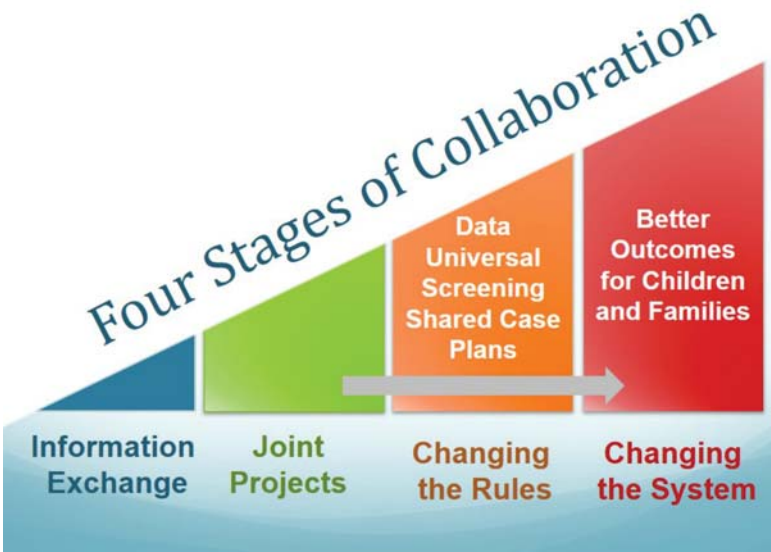 Four Stages of Collaboration
Data
Universal
Screening
Shared Case
Plans
Better
Outcomes
for Children
and Families
Information
Exchange
Joint
Projects
Changing
the Rules
Changing
the System